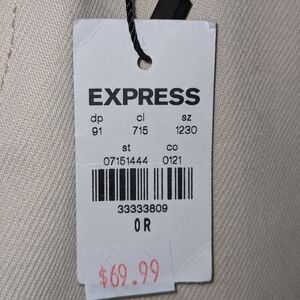 EXPRESS
dp cl sz
91 715 1230
st co
07151444 0121
33333809
0R
$69.99